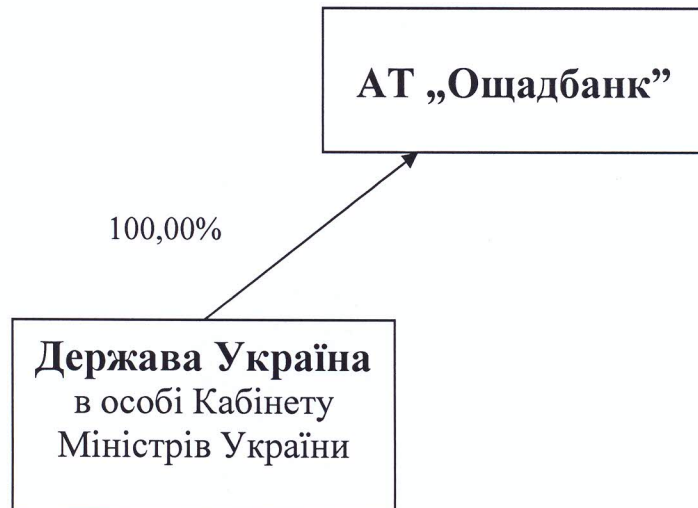 АТ „Ощадбанк”
100,00%
Держава Україна
в особі Кабінету
Міністрів України